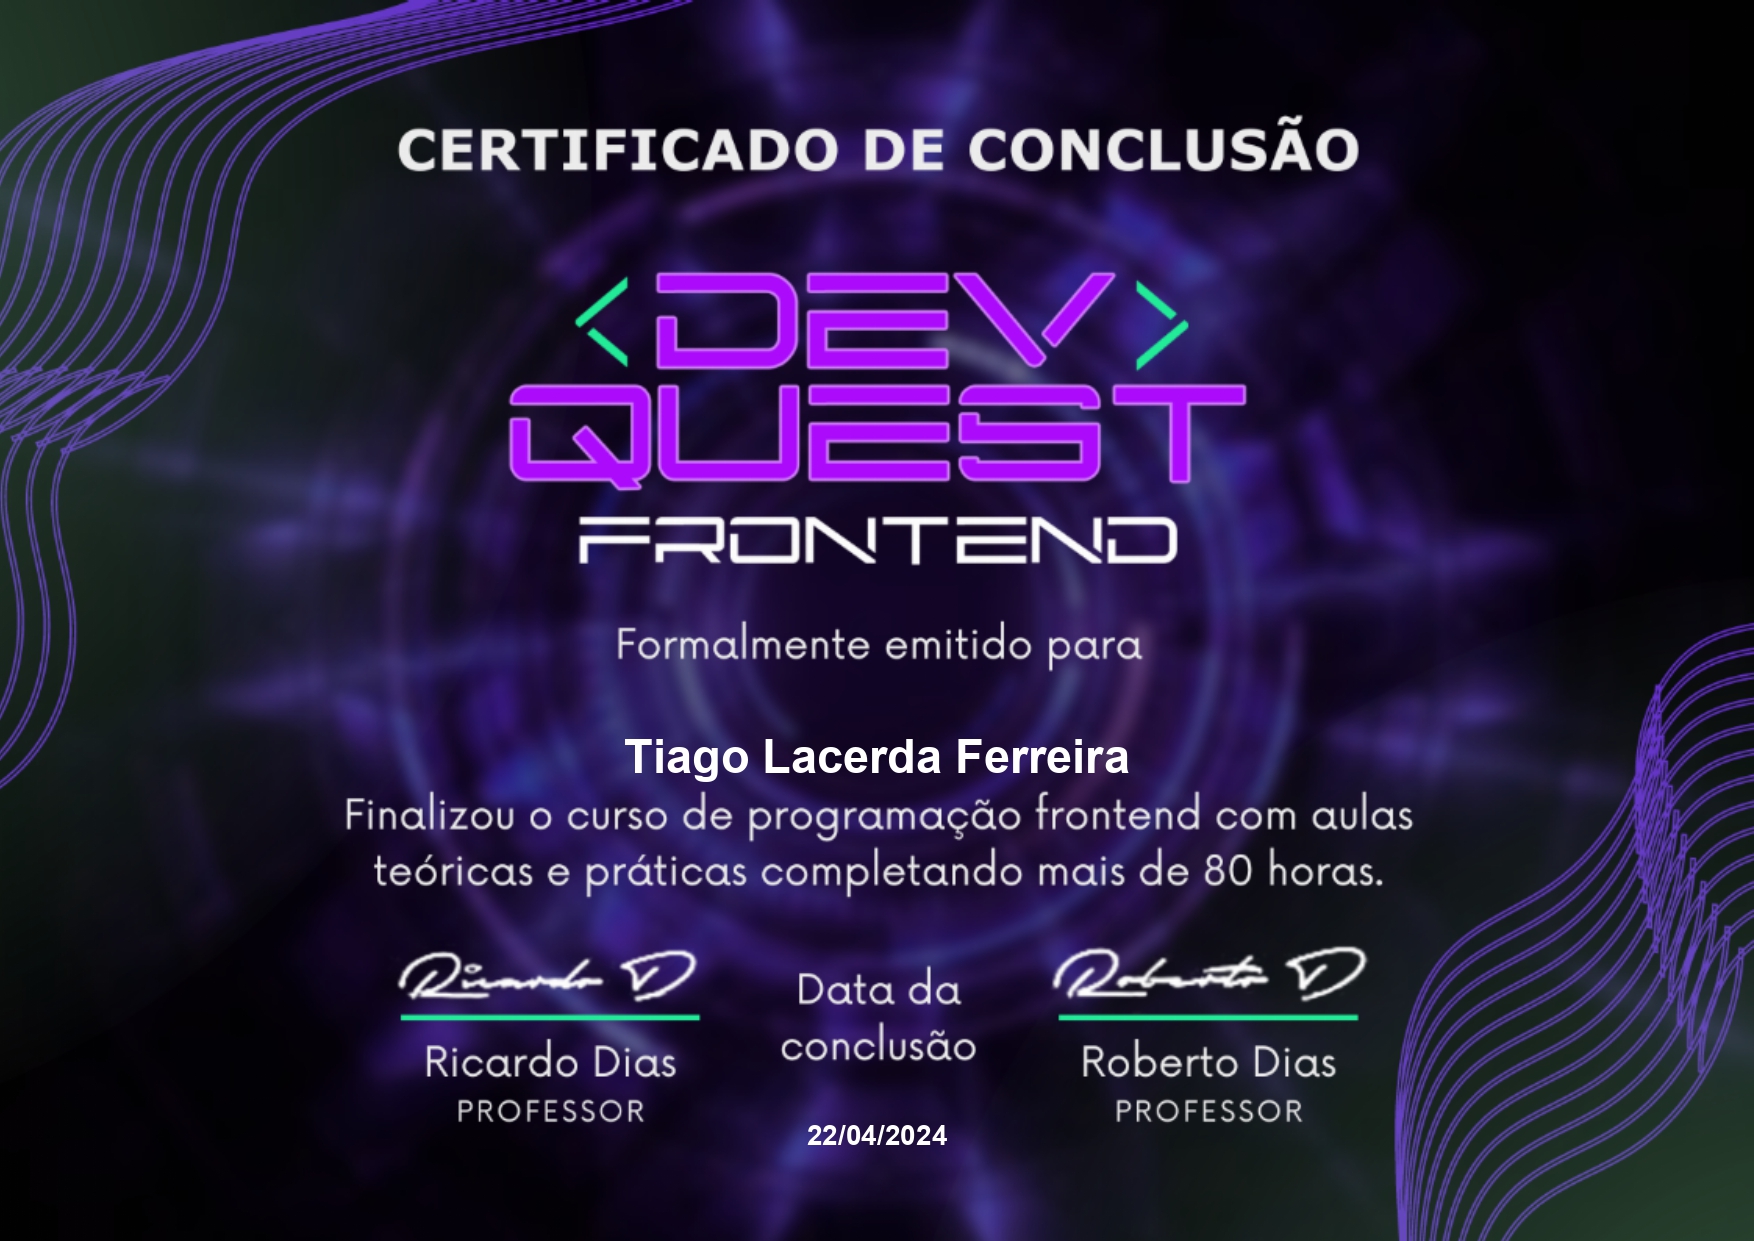 CERTIFICADO DE CONCLUSÃO
<DEV>
QUEST
FRONTEND
Formalmente emitido para
Tiago Lacerda Ferreira
Finalizou o curso de programação frontend com aulas
teóricas e práticas completando mais de 80 horas.
Ricardo D
Roberto D
Data da
conclusão
Ricardo Dias
Roberto Dias
PROFESSOR
PROFESSOR
22/04/2024